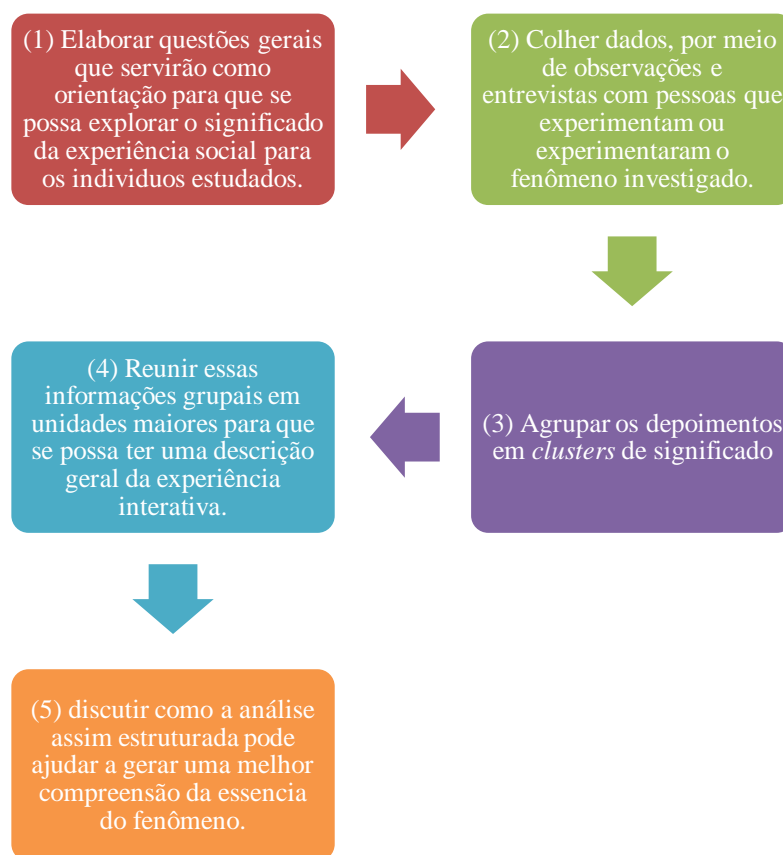 (1) Elaborar questões gerais
que servirão como
orientação para que se
possa explorar o significado
da experiência social para
os individuos estudados.
(2) Colher dados, por meio
de observações e
entrevistas com pessoas que
experimentam ou
experimentaram o
fenômeno investigado.
(3) Agrupar os depoimentos
em clusters de significado
(4) Reunir essas
informações grupais em
unidades maiores para que
se possa ter uma descrição
geral da experiência
interativa.
(5) discutir como a análise
assim estruturada pode
ajudar a gerar uma melhor
compreensão da essencia
do fenômeno.